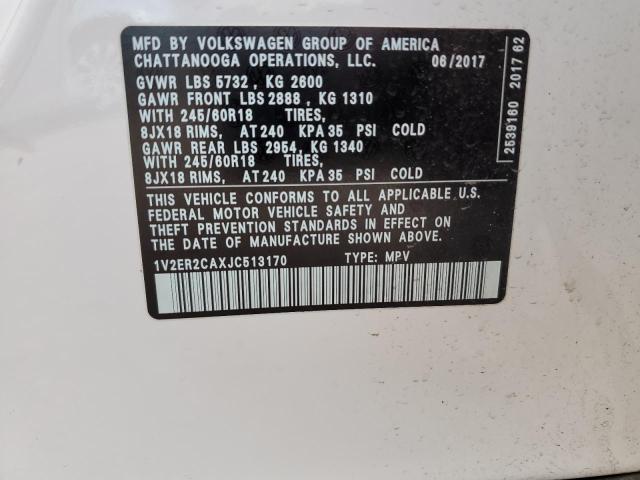 MFD BY VOLKSWAGEN GROUP OF AMERICA
CHATTANOOGA OPERATIONS, LLC. 06/2017
GVWR LBS 5732 , KG 2600
GAWR FRONT LBS 2888 , KG 1310
WITH 245/60R18 TIRES,
8JX18 RIMS, AT 240 KPA 35 PSI COLD
GAWR REAR LBS 2954, KG 1340
WITH 245/60R18 TIRES,
8JX18 RIMS, AT 240 KPA 35 PSI COLD
THIS VEHICLE CONFORMS TO ALL APPLICABLE U.S.
FEDERAL MOTOR VEHICLE SAFETY AND
THEFT PREVENTION STANDARDS IN EFFECT ON
THE DATE OF MANUFACTURE SHOWN ABOVE.
1V2ER2CAXJC513170 TYPE: MPV
2539160 2017 62